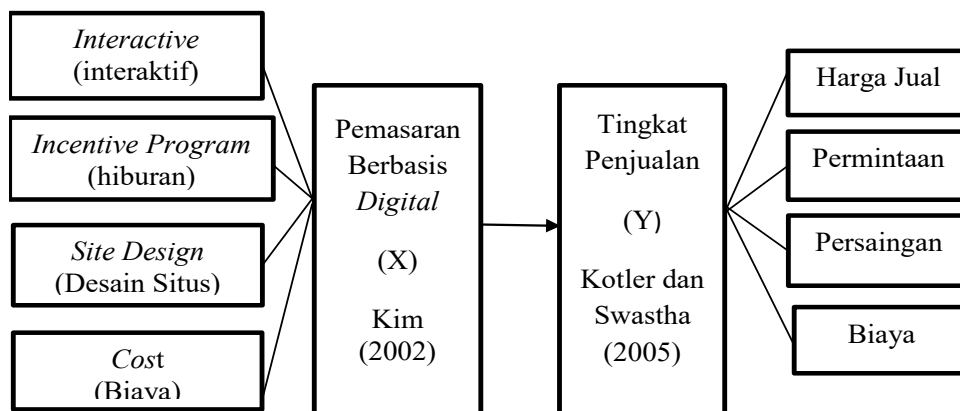 Interactive
(interaktif)
Incentive Program
(hiburan)
Site Design
(Desain Situs)
Cost
(Biaya)
Pemasaran
Berbasis
Digital
(X)
Kim
(2002)
Tingkat
Penjualan
(Y)
Kotler dan
Swastha
(2005)
Harga Jual
Permintaan
Persaingan
Biaya